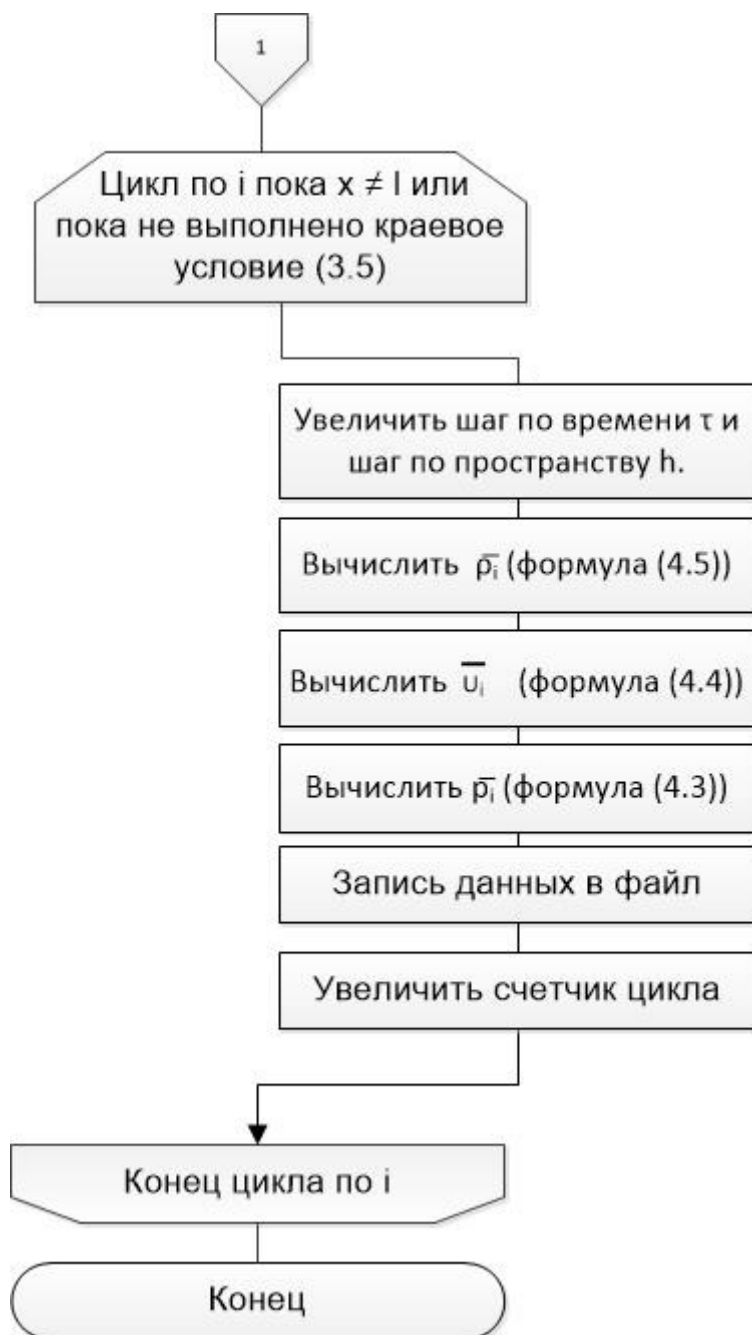 1
Цикл по i пока x ≠ l или
пока не выполнено краевое
условие (3.5)
Увеличить шаг по времени τ и
шаг по пространству h.
Вычислить ρ̅ᵢ (формула (4.5))
Вычислить u̅ᵢ (формула (4.4))
Вычислить p̅ᵢ (формула (4.3))
Запись данных в файл
Увеличить счетчик цикла
Конец цикла по i
Конец